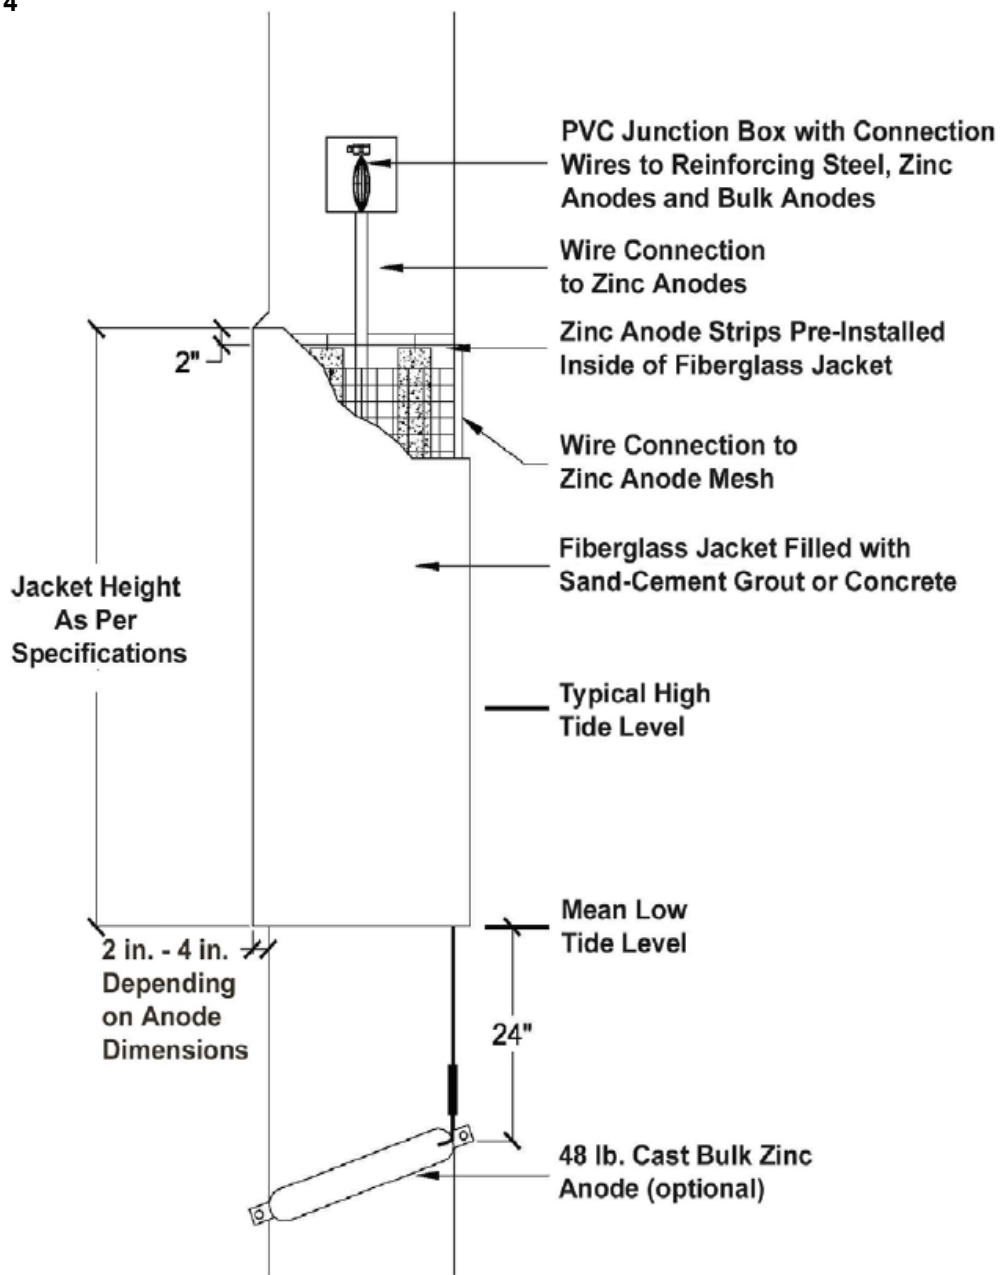 4
PVC Junction Box with Connection
Wires to Reinforcing Steel, Zinc
Anodes and Bulk Anodes
Wire Connection
to Zinc Anodes
Zinc Anode Strips Pre-Installed
Inside of Fiberglass Jacket
2"
Wire Connection to
Zinc Anode Mesh
Fiberglass Jacket Filled with
Sand-Cement Grout or Concrete
Jacket Height
As Per
Specifications
Typical High
Tide Level
Mean Low
Tide Level
2 in. - 4 in.
Depending
on Anode
Dimensions
24"
48 lb. Cast Bulk Zinc
Anode (optional)